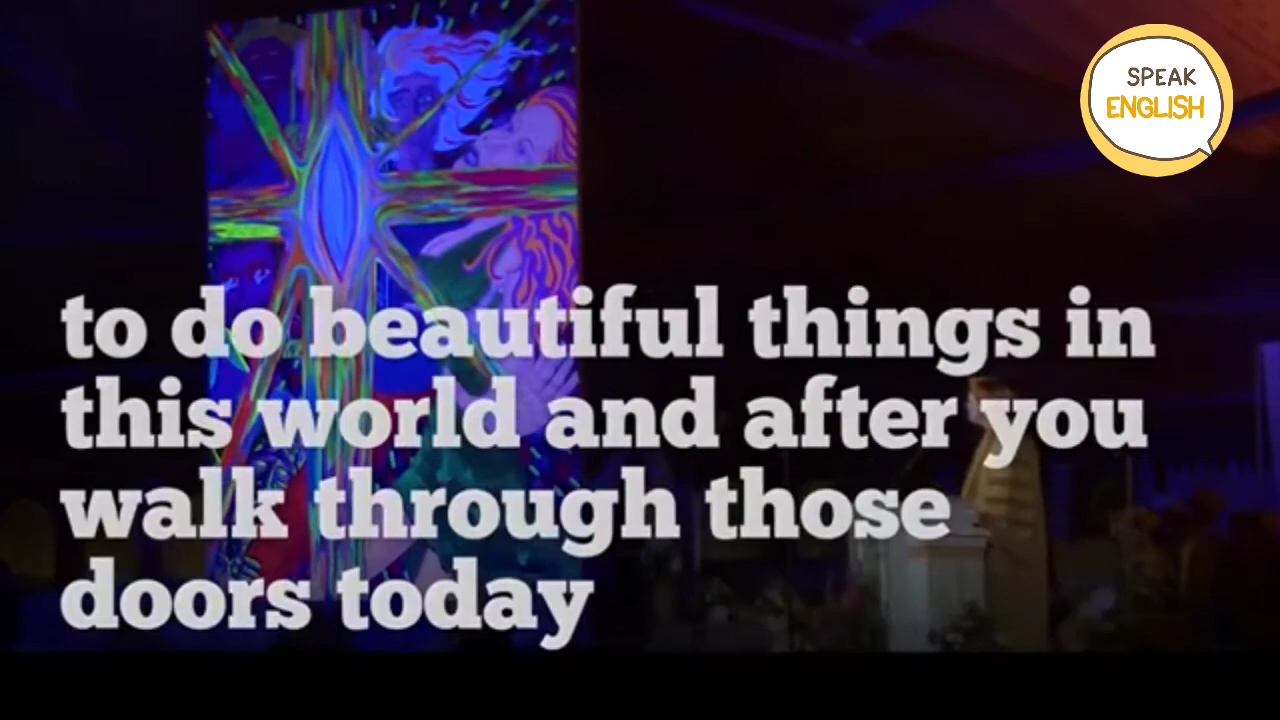 SPEAK
ENGLISH
to do beautiful things in
this world and after you
walk through those
doors today